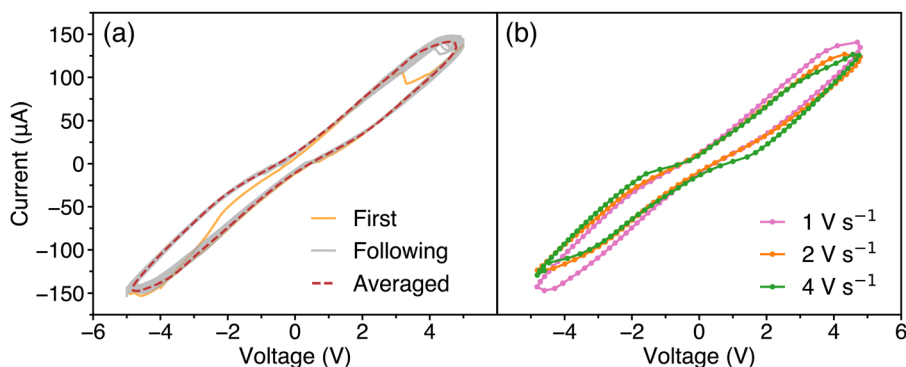 (a)
(b)
Current (μA)
150
100
50
0
−50
−100
−150
First
Following
Averaged
1 V s⁻¹
2 V s⁻¹
4 V s⁻¹
−6 −4 −2 0 2 4 −4 −2 0 2 4 6
Voltage (V) Voltage (V)